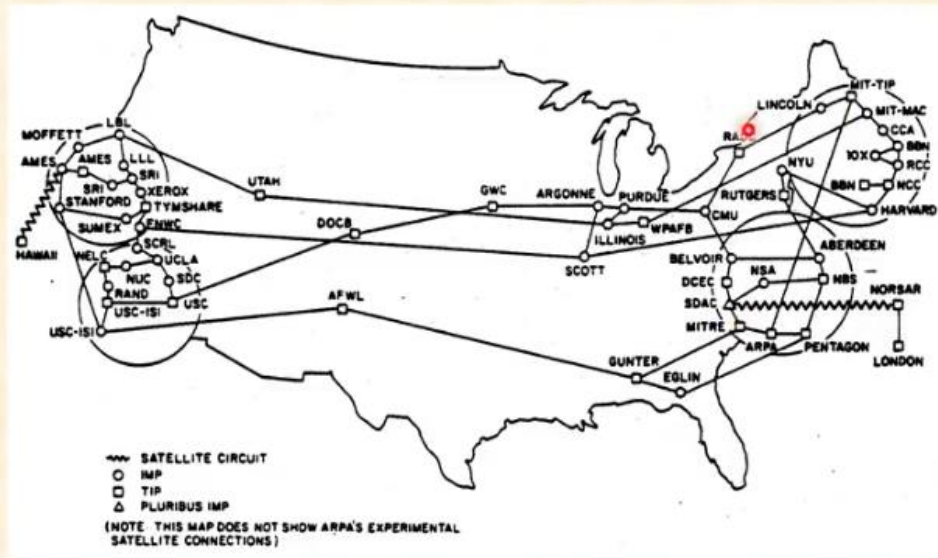 LINCOLN
MIT-TIP
MIT-MAC
MOFFETT
LBL
CCA
AMES
AMES
LLL
BBN
SRI
SRI
10X
RCC
NYU
XEROX
UTAH
GWC
ARGONNE
PURDUE
RUTGERS
BBN
NCC
STANFORD
TYMSHARE
HARVARD
SUMEX
FNWC
DOCB
ILLINOIS
WPAFB
CMU
HAWAII
SCRL
ABERDEEN
NELC
UCLA
SCOTT
BELVOIR
NUC
SDC
NSA
DCEC
NBS
RAND
NORSAR
USC-ISI
USC
AFWL
SDAC
USC-ISI
MITRE
ARPA
PENTAGON
LONDON
GUNTER
EGLIN
SATELLITE CIRCUIT
IMP
TIP
PLURIBUS IMP
(NOTE THIS MAP DOES NOT SHOW ARPA'S EXPERIMENTAL
SATELLITE CONNECTIONS)